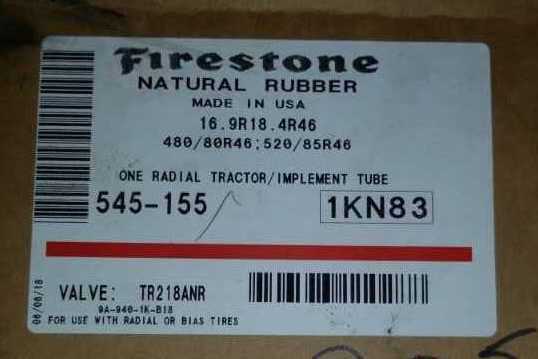 Firestone
NATURAL RUBBER
MADE IN USA
16.9R18.4R46
480/80R46;520/85R46
ONE RADIAL TRACTOR/IMPLEMENT TUBE
545-155 1KN83
VALVE: TR218ANR
9A-940-1K-B18
FOR USE WITH RADIAL OR BIAS TIRES
06/06/18